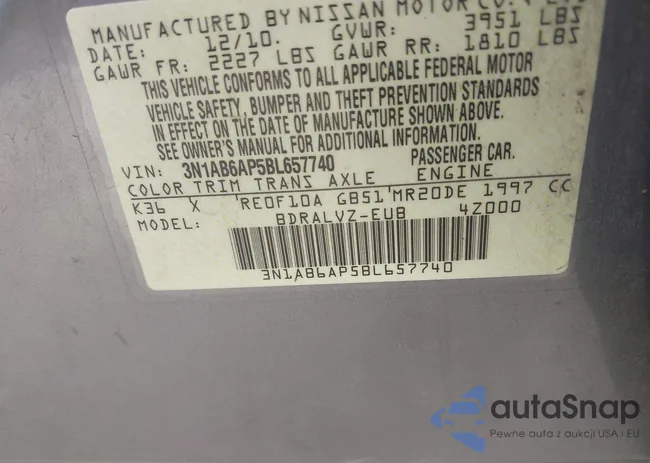 MANUFACTURED BY NISSAN MOTOR CO.
DATE: 12/10. GVWR: 3951 LBS
GAWR FR: 2227 LBS GAWR RR: 1810 LBS
THIS VEHICLE CONFORMS TO ALL APPLICABLE FEDERAL MOTOR
VEHICLE SAFETY, BUMPER AND THEFT PREVENTION STANDARDS
IN EFFECT ON THE DATE OF MANUFACTURE SHOWN ABOVE.
SEE OWNER'S MANUAL FOR ADDITIONAL INFORMATION.
VIN: 3N1AB6AP5BL657740 PASSENGER CAR.
COLOR TRIM TRANS AXLE ENGINE
K36 X 'RE0F10A GB51'MR20DE 1997 CC
MODEL: BDRALVZ-EUB 4Z000
3N1AB6AP5BL657740
autaSnap
Pewne auta z aukcji USA i EU